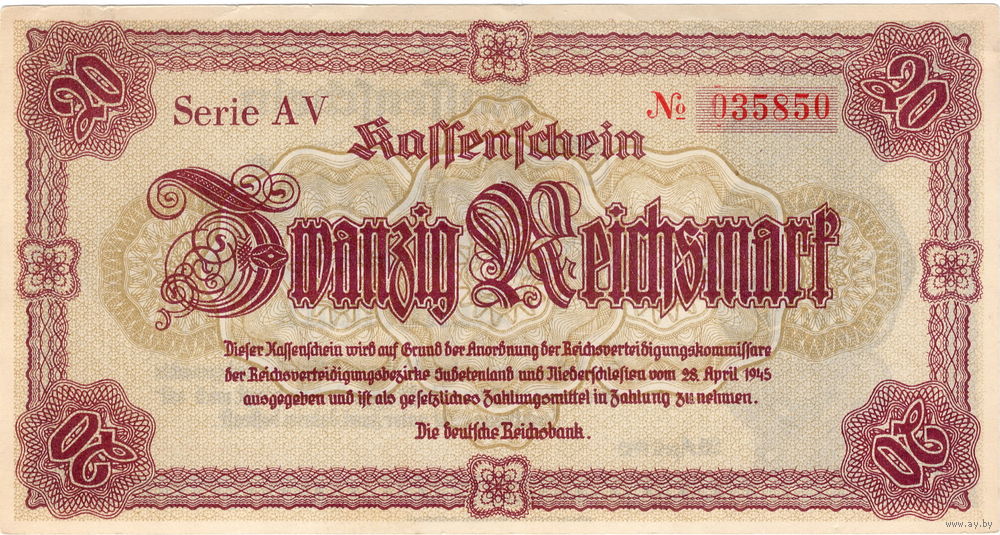 20
20
Serie AV
№ 035850
Kassenschein
Zwanzig Reichsmark
Dieser Kassenschein wird auf Grund der Anordnung der Reichsverteidigungskommissare
der Reichsverteidigungsbezirke Sudetenland und Niederschlesien vom 28. April 1945
ausgegeben und ist als gesetzliches Zahlungsmittel in Zahlung zu nehmen.
Die deutsche Reichsbank.
20
20
www.ay.by